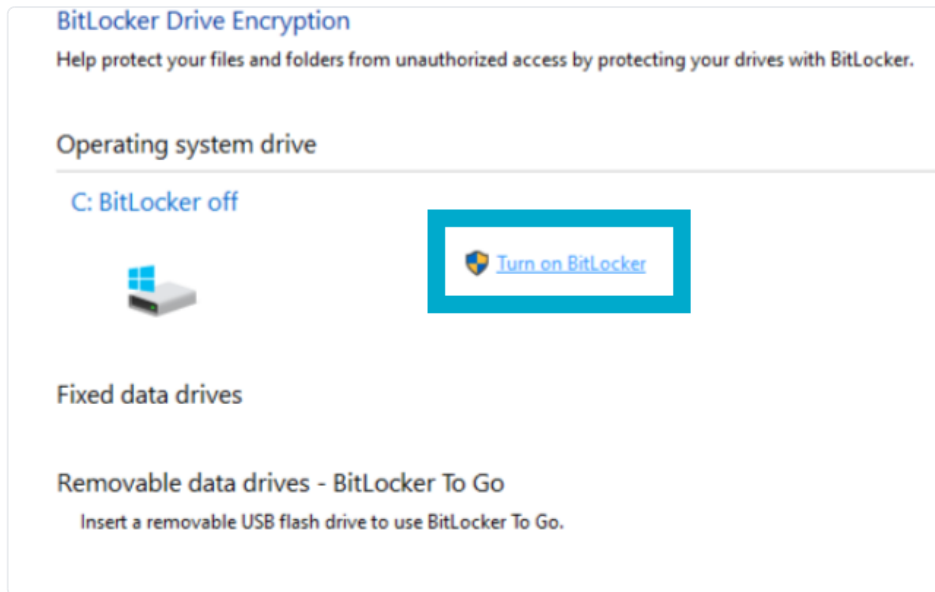 BitLocker Drive Encryption
Help protect your files and folders from unauthorized access by protecting your drives with BitLocker.
Operating system drive
C: BitLocker off
Turn on BitLocker
Fixed data drives
Removable data drives - BitLocker To Go
Insert a removable USB flash drive to use BitLocker To Go.